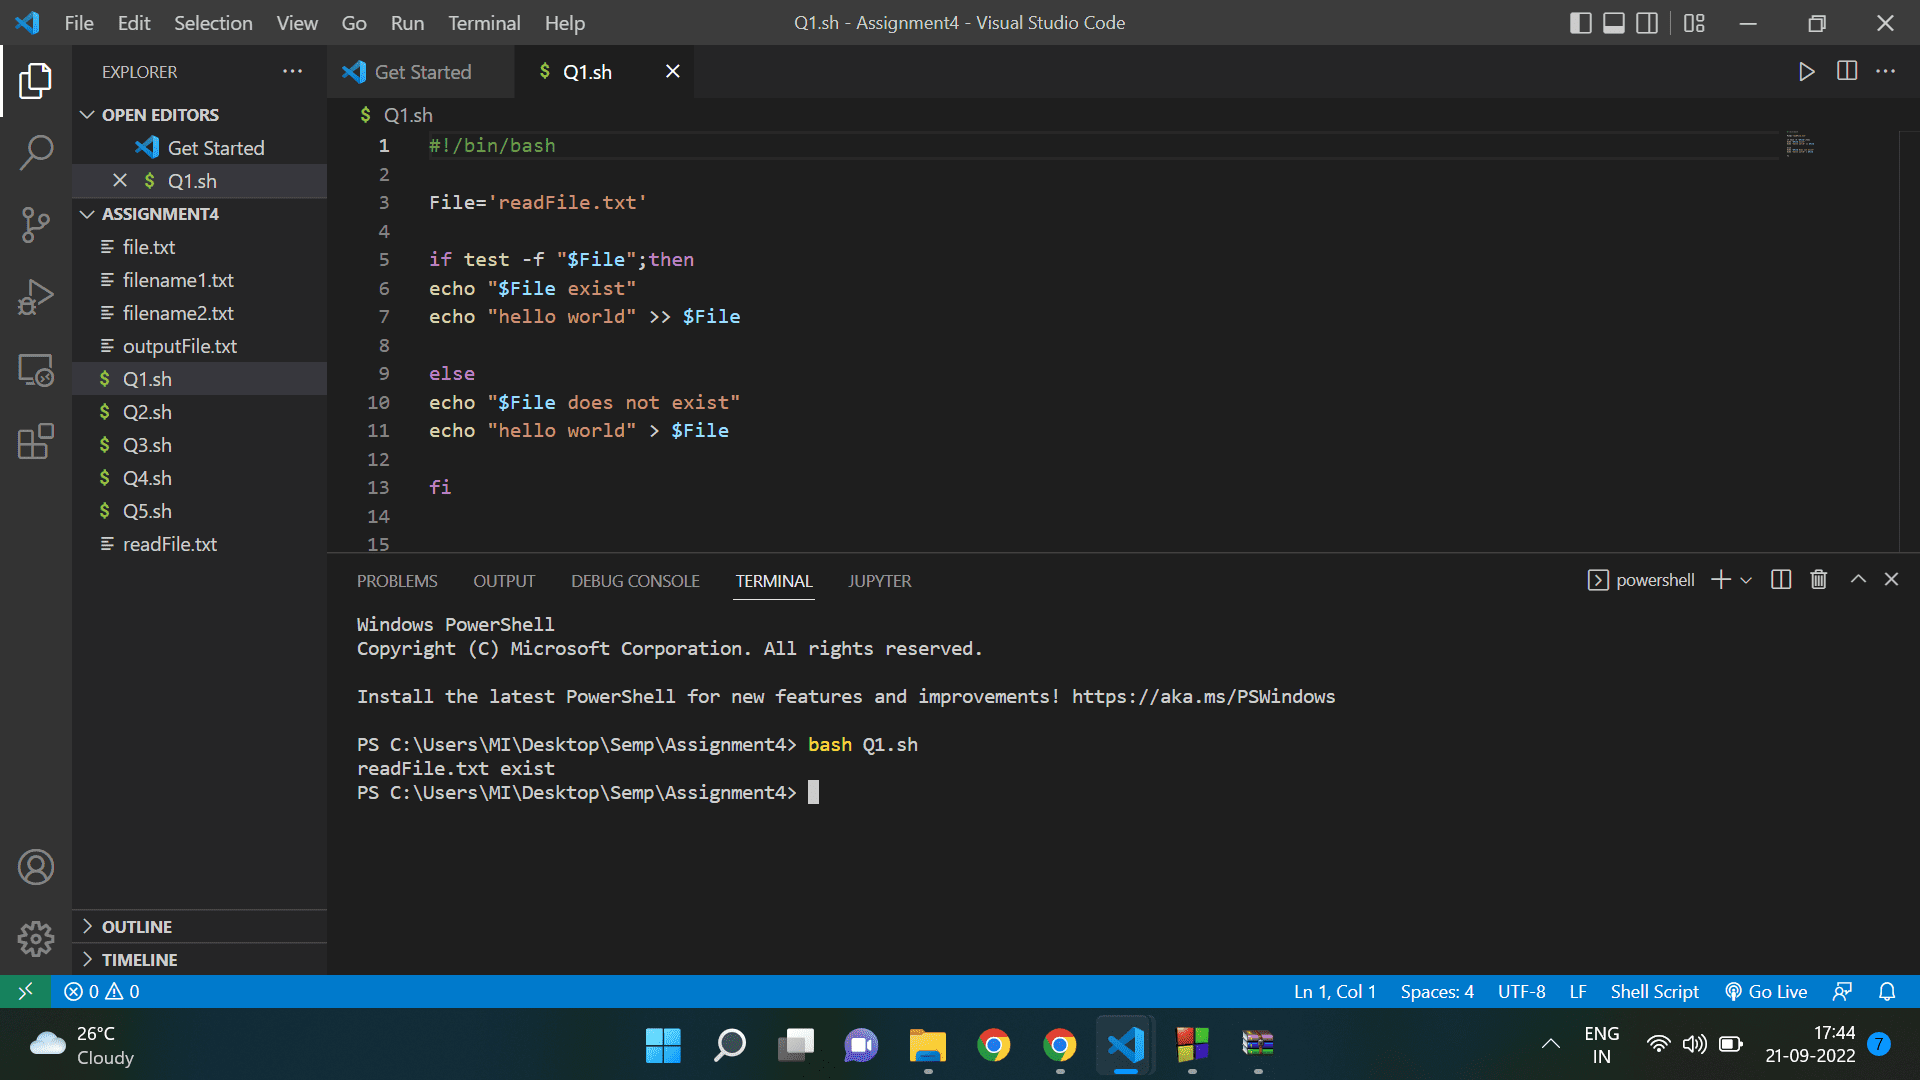 File Edit Selection View Go Run Terminal Help
Q1.sh - Assignment4 - Visual Studio Code
EXPLORER
OPEN EDITORS
Get Started
Q1.sh
ASSIGNMENT4
file.txt
filename1.txt
filename2.txt
outputFile.txt
$ Q1.sh
$ Q2.sh
$ Q3.sh
$ Q4.sh
$ Q5.sh
readFile.txt
OUTLINE
TIMELINE
Get Started $ Q1.sh
$ Q1.sh
1 #!/bin/bash
2
3 File='readFile.txt'
4
5 if test -f "$File";then
6 echo "$File exist"
7 echo "hello world" >> $File
8
9 else
10 echo "$File does not exist"
11 echo "hello world" > $File
12
13 fi
14
15
PROBLEMS OUTPUT DEBUG CONSOLE TERMINAL JUPYTER
powershell
Windows PowerShell
Copyright (C) Microsoft Corporation. All rights reserved.
Install the latest PowerShell for new features and improvements! https://aka.ms/PSWindows
PS C:\Users\MI\Desktop\Semp\Assignment4> bash Q1.sh
readFile.txt exist
PS C:\Users\MI\Desktop\Semp\Assignment4>
0 0
Ln 1, Col 1 Spaces: 4 UTF-8 LF Shell Script Go Live
26°C
Cloudy
ENG
IN
17:44
21-09-2022
7